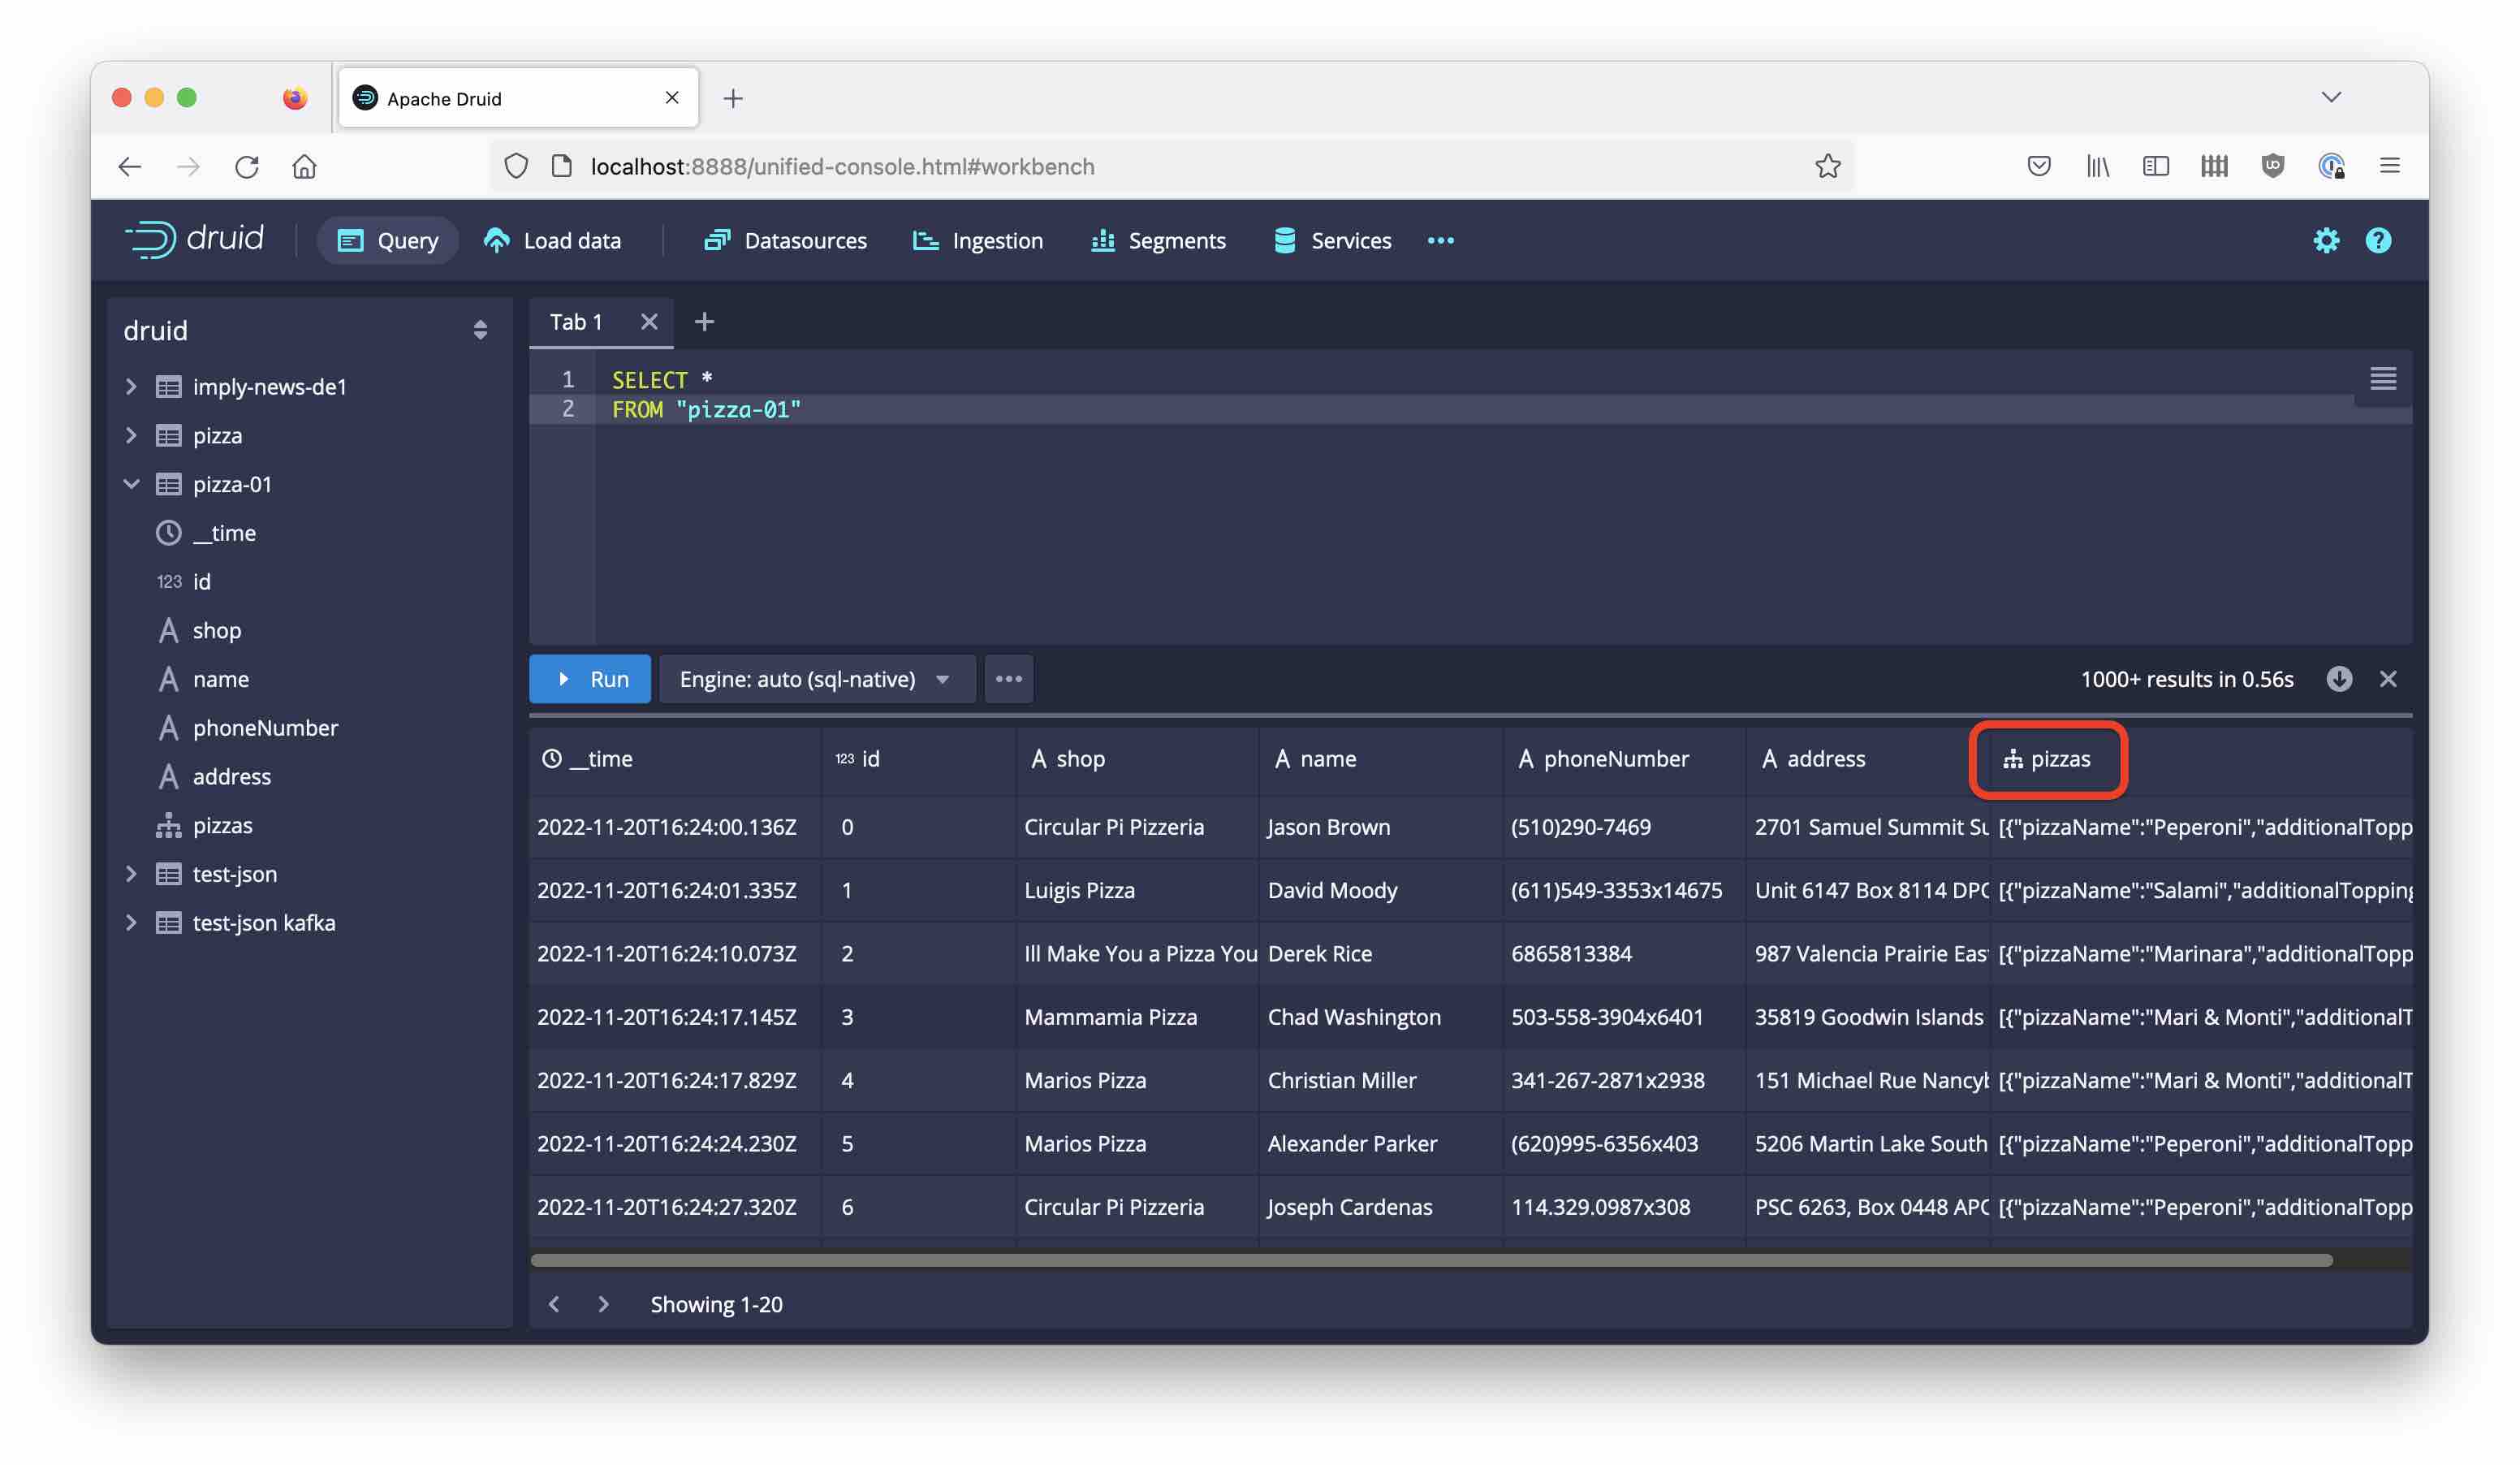 Apache Druid
localhost:8888/unified-console.html#workbench
druid
Query
Load data
Datasources
Ingestion
Segments
Services
druid
imply-news-de1
pizza
pizza-01
__time
123 id
A shop
A name
A phoneNumber
A address
pizzas
test-json
test-json kafka
Tab 1
1 SELECT *
2 FROM "pizza-01"
Run
Engine: auto (sql-native)
1000+ results in 0.56s
__time 123 id A shop A name A phoneNumber A address pizzas
2022-11-20T16:24:00.136Z 0 Circular Pi Pizzeria Jason Brown (510)290-7469 2701 Samuel Summit Su [{"pizzaName":"Peperoni","additionalTopp
2022-11-20T16:24:01.335Z 1 Luigis Pizza David Moody (611)549-3353x14675 Unit 6147 Box 8114 DPO [{"pizzaName":"Salami","additionalTopping
2022-11-20T16:24:10.073Z 2 Ill Make You a Pizza You Derek Rice 6865813384 987 Valencia Prairie Eas [{"pizzaName":"Marinara","additionalTopp
2022-11-20T16:24:17.145Z 3 Mammamia Pizza Chad Washington 503-558-3904x6401 35819 Goodwin Islands [{"pizzaName":"Mari & Monti","additionalT
2022-11-20T16:24:17.829Z 4 Marios Pizza Christian Miller 341-267-2871x2938 151 Michael Rue Nancyb [{"pizzaName":"Mari & Monti","additionalT
2022-11-20T16:24:24.230Z 5 Marios Pizza Alexander Parker (620)995-6356x403 5206 Martin Lake South [{"pizzaName":"Peperoni","additionalTopp
2022-11-20T16:24:27.320Z 6 Circular Pi Pizzeria Joseph Cardenas 114.329.0987x308 PSC 6263, Box 0448 APO [{"pizzaName":"Peperoni","additionalTopp
Showing 1-20